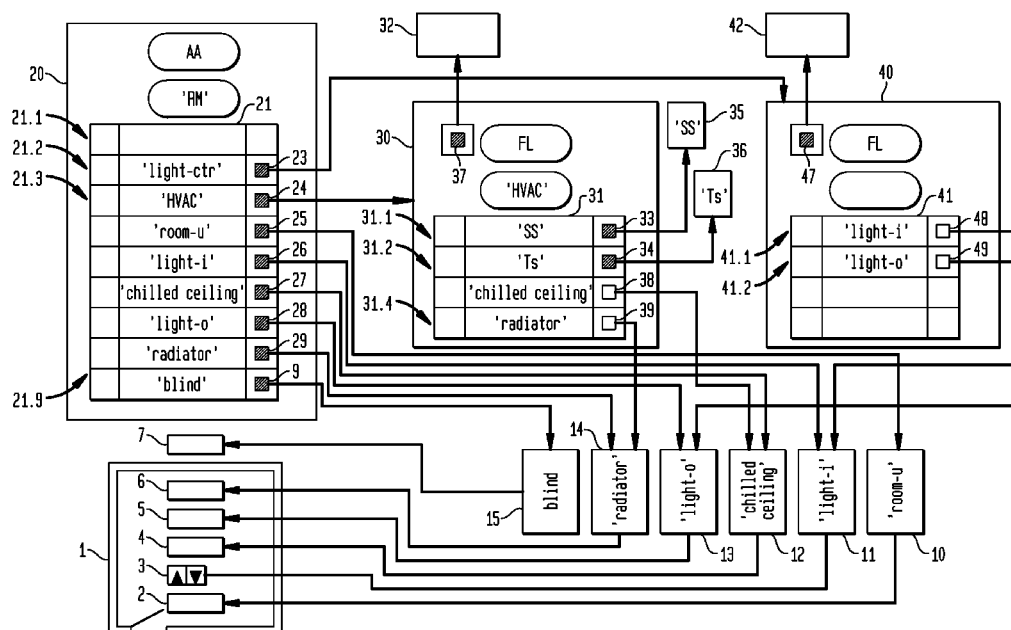 32
42
20
AA
'RM'
21
40
21.1
21.2
'light-ctr'
23
21.3
'HVAC'
24
'room-u'
25
'light-i'
26
'chilled ceiling'
27
'light-o'
28
'radiator'
29
'blind'
9
21.9
30
37
FL
'HVAC'
31
31.1
'SS'
33
31.2
'Ts'
34
'chilled ceiling'
38
31.4
'radiator'
39
'SS'
35
36
'Ts'
47
FL
41
'light-i'
48
41.1
'light-o'
49
41.2
7
14
blind
'radiator'
'light-o'
'chilled
ceiling'
'light-i'
'room-u'
15
13
12
11
10
6
5
4
1
3
2